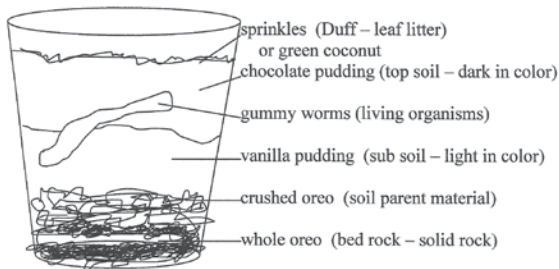 sprinkles (Duff – leaf litter)
or green coconut
chocolate pudding (top soil – dark in color)
gummy worms (living organisms)
vanilla pudding (sub soil – light in color)
crushed oreo (soil parent material)
whole oreo (bed rock – solid rock)